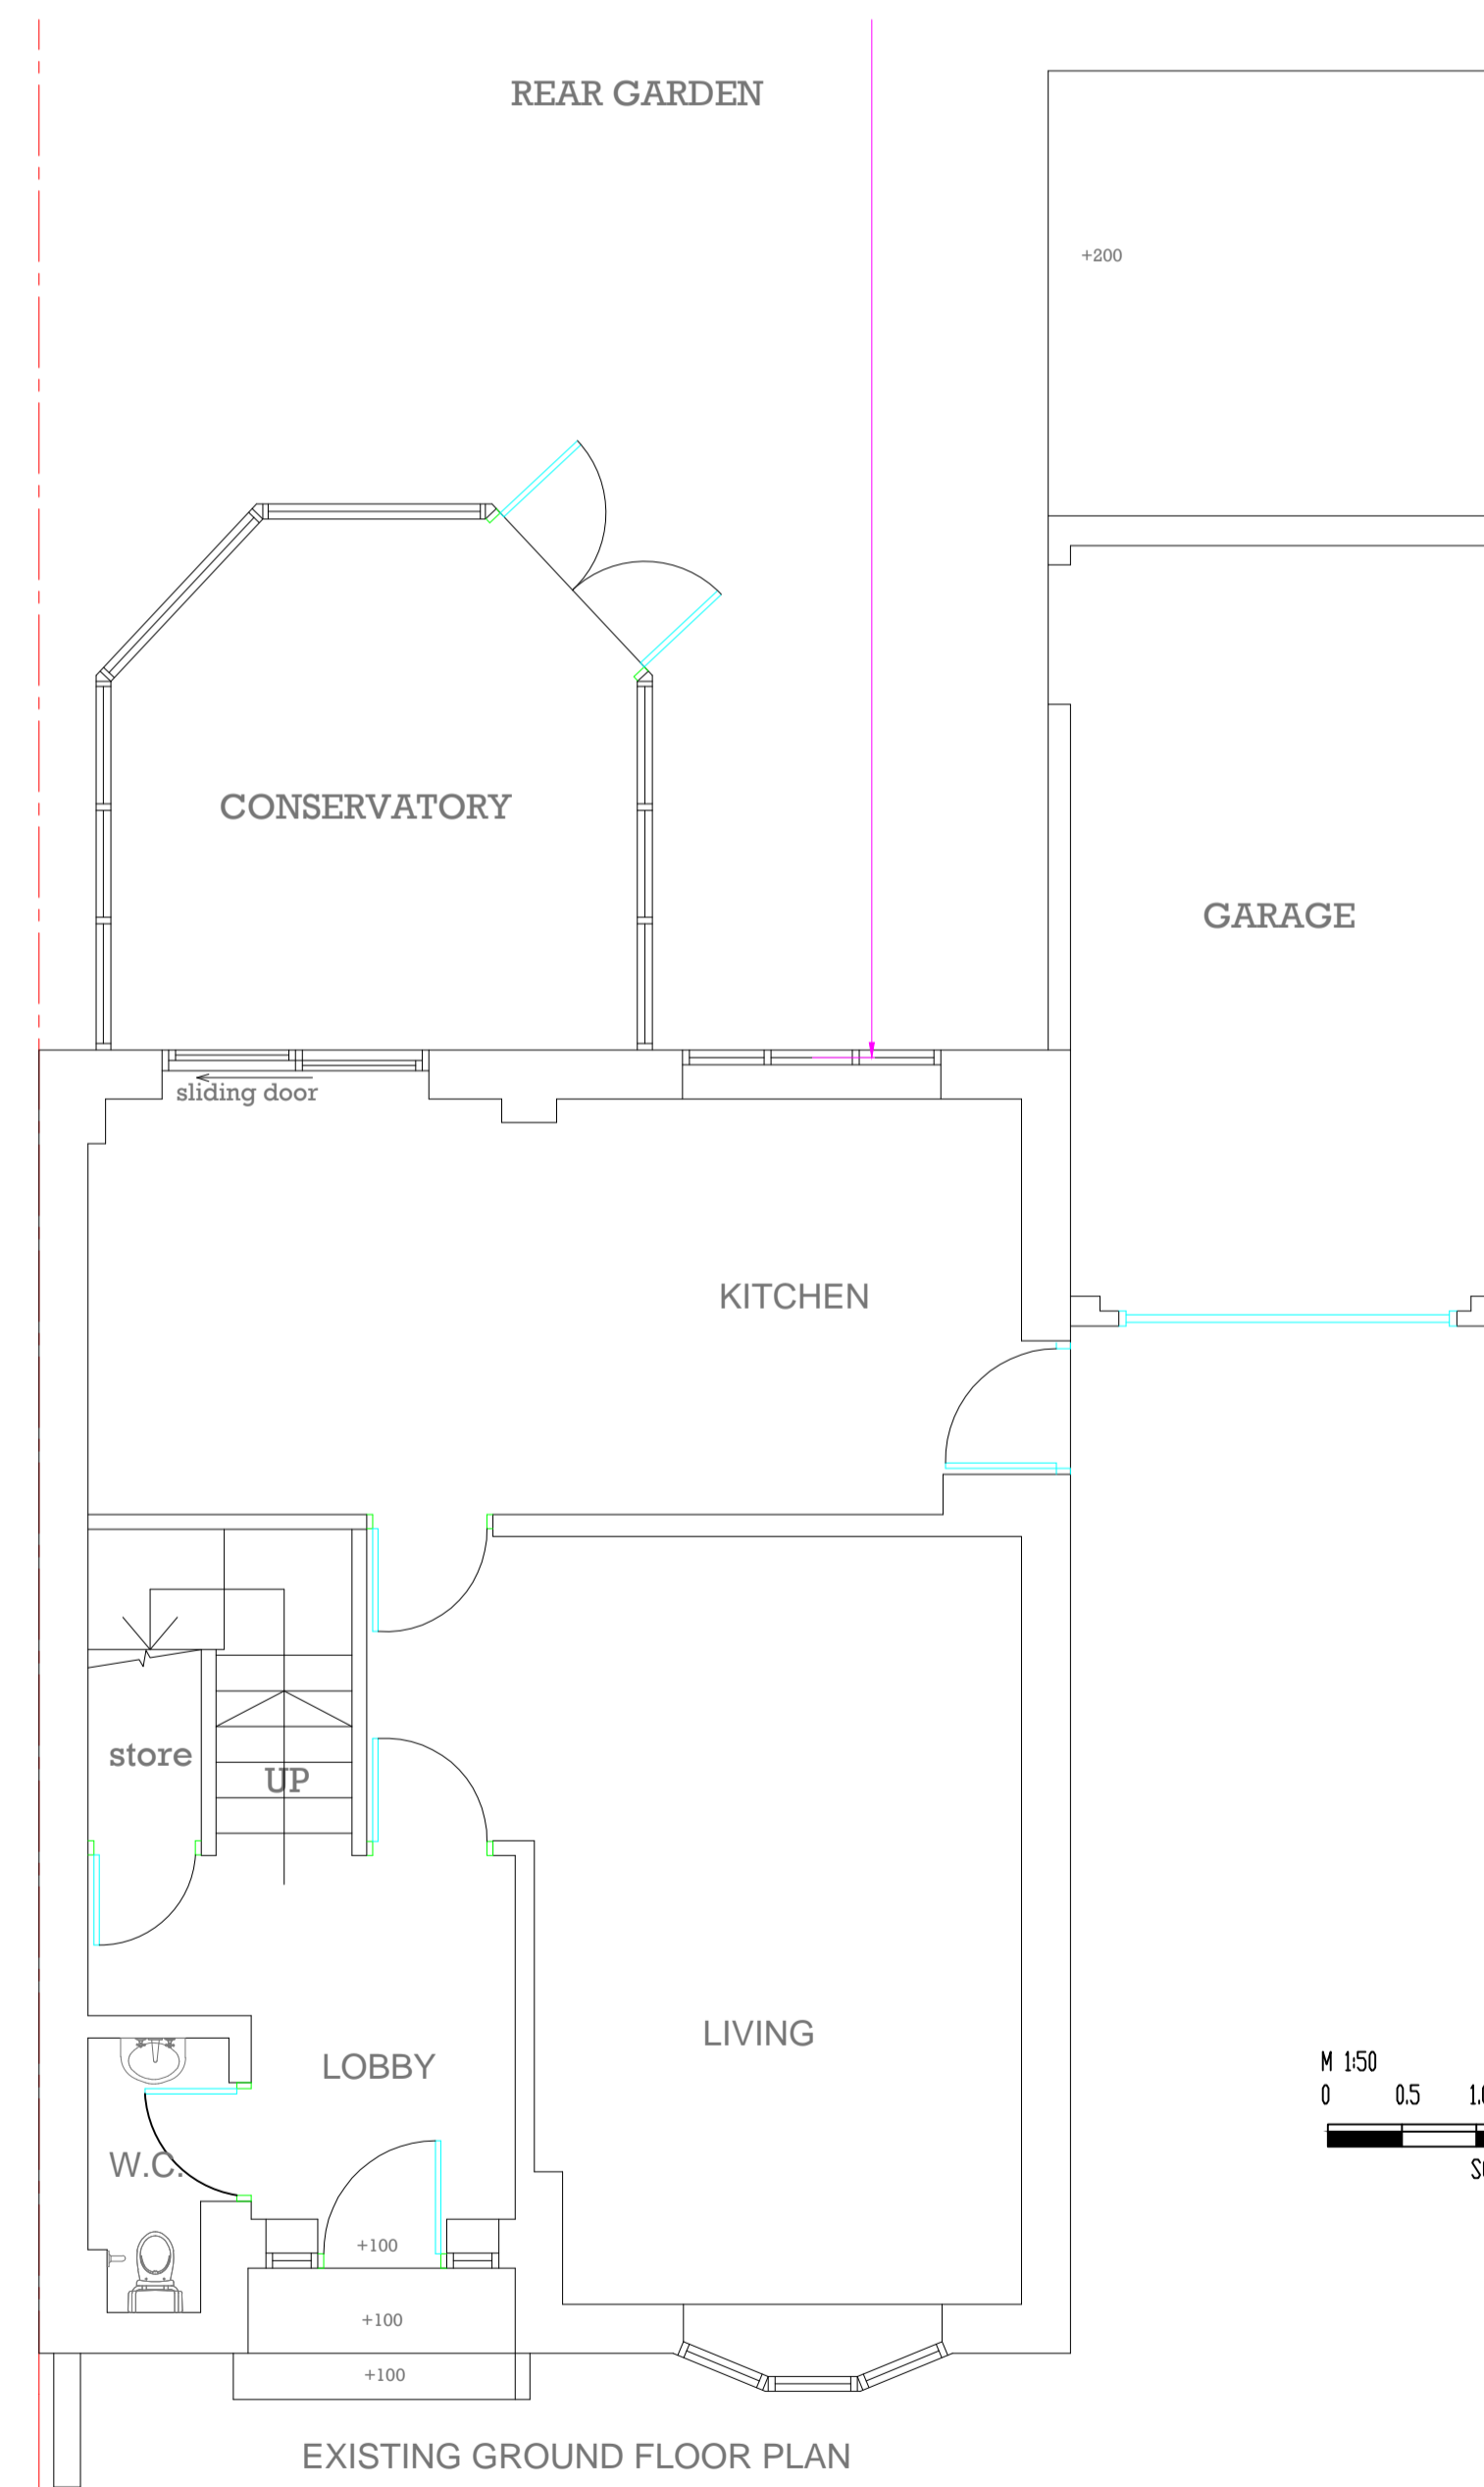 REAR GARDEN
+200
CONSERVATORY
GARAGE
sliding door
KITCHEN
store
UP
LIVING
LOBBY
M 1:50
0 0.5
W.C.
+100
+100
+100
EXISTING GROUND FLOOR PLAN